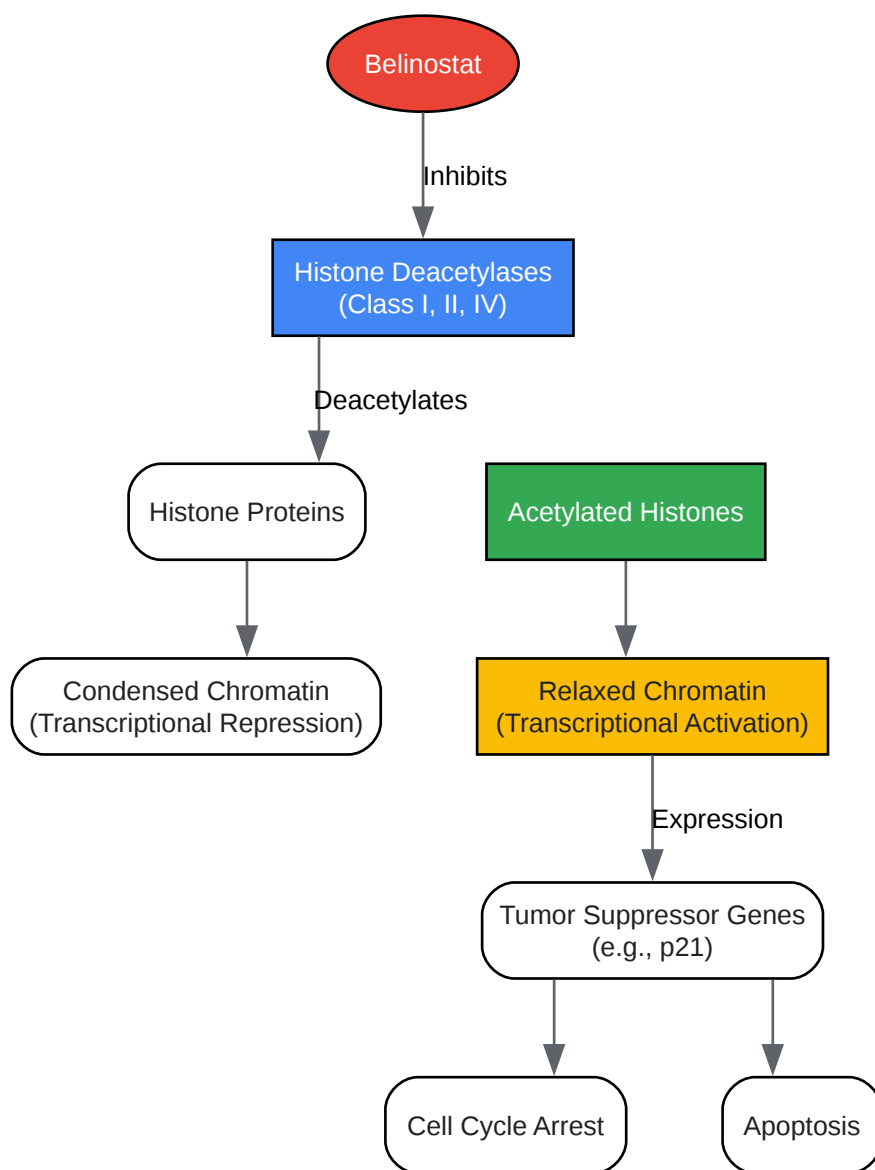 Belinostat
Inhibits
Histone Deacetylases
(Class I, II, IV)
Deacetylates
Histone Proteins
Acetylated Histones
Condensed Chromatin
(Transcriptional Repression)
Relaxed Chromatin
(Transcriptional Activation)
Expression
Tumor Suppressor Genes
(e.g., p21)
Cell Cycle Arrest
Apoptosis